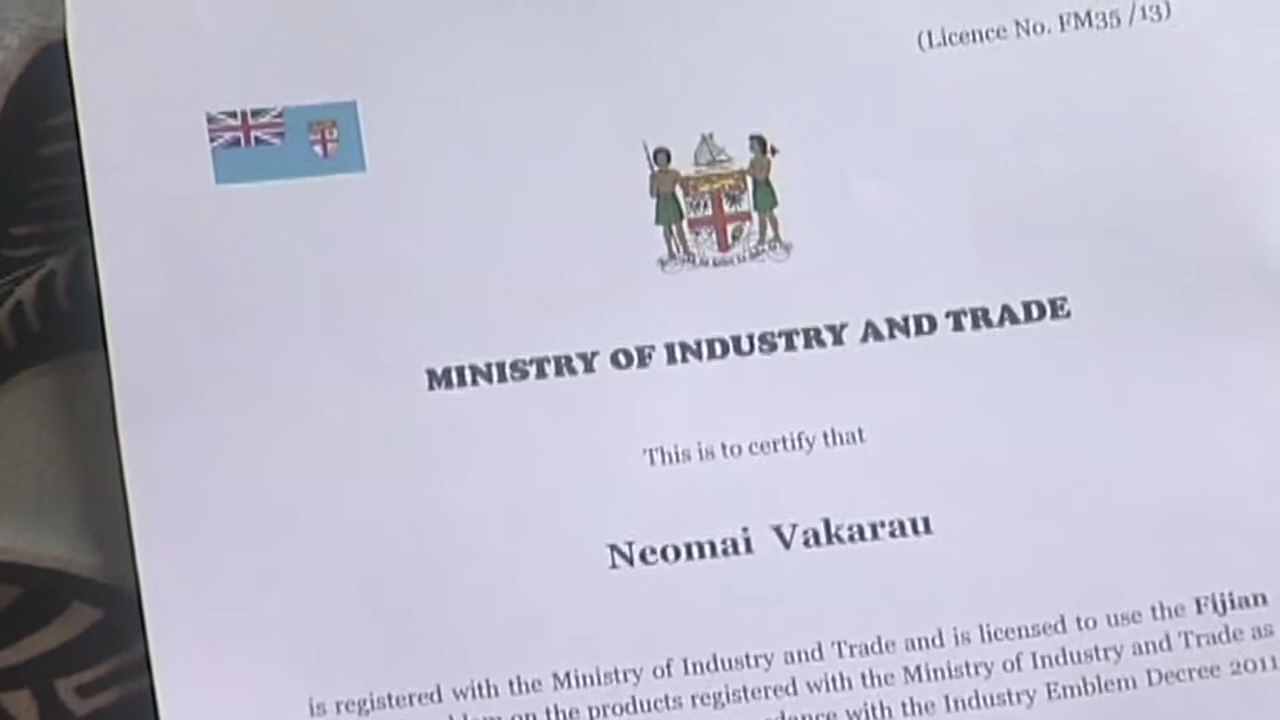 (Licence No. FM35 /13)
MINISTRY OF INDUSTRY AND TRADE
This is to certify that
Neomai Vakarau
is registered with the Ministry of Industry and Trade and is licensed to use the Fijian
on the products registered with the Ministry of Industry and Trade as
with the Industry Emblem Decree 2011